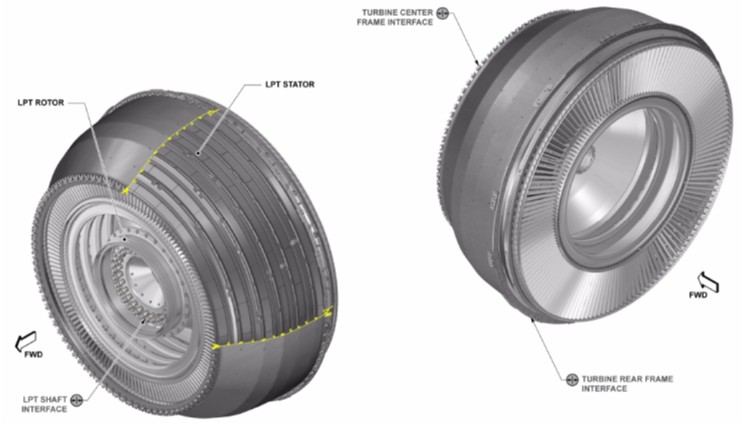 TURBINE CENTER
FRAME INTERFACE
LPT STATOR
LPT ROTOR
FWD
FWD
LPT SHAFT
INTERFACE
TURBINE REAR FRAME
INTERFACE